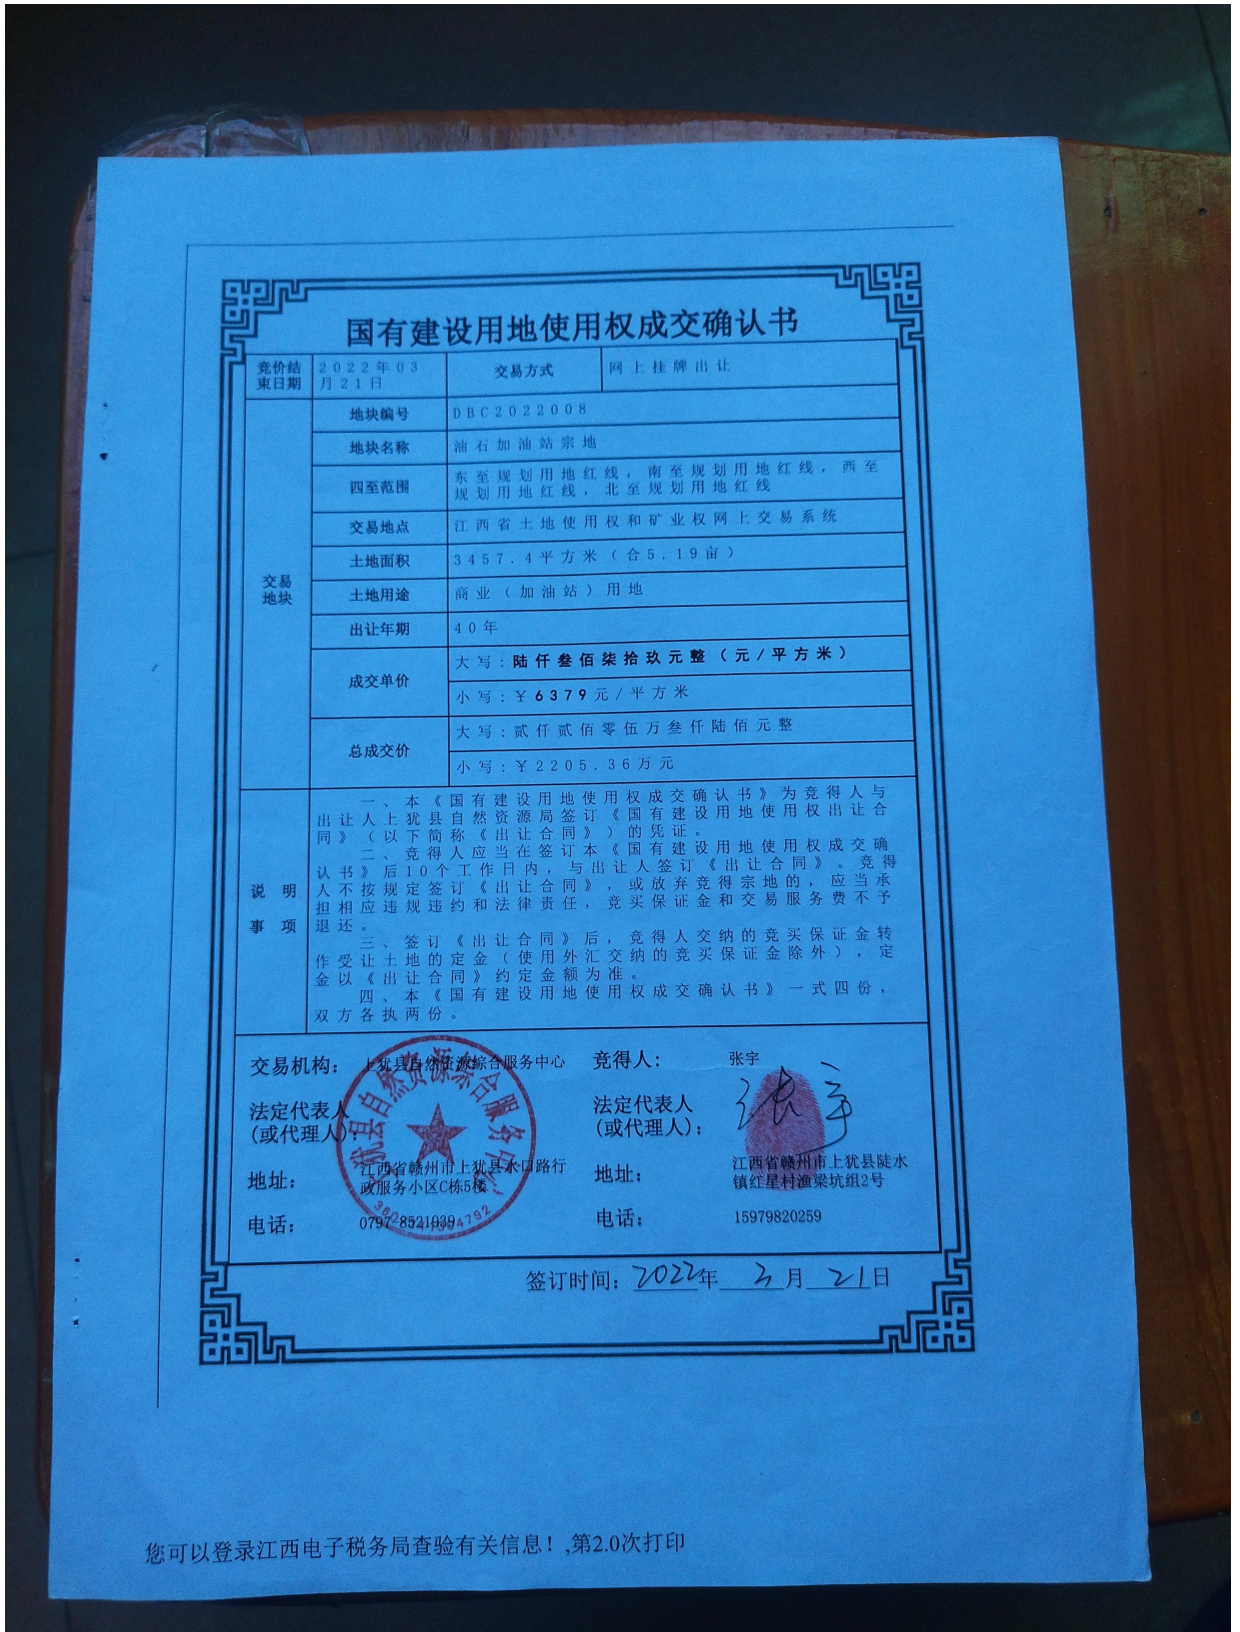 国有建设用地使用权成交确认书
竞价结
束日期
2022年03
月21日
交易方式
网上挂牌出让
交易
地块
地块编号
DBC2022008
地块名称
油石加油站宗地
四至范围
东至规划用地红线，南至规划用地红线，西至
规划用地红线，北至规划用地红线
交易地点
江西省土地使用权和矿业权网上交易系统
土地面积
3457.4平方米（合5.19亩）
土地用途
商业（加油站）用地
出让年期
40年
成交单价
大写：陆仟叁佰柒拾玖元整（元/平方米）
小写：￥6379元/平方米
总成交价
大写：贰仟贰佰零伍万叁仟陆佰元整
小写：￥2205.36万元
说 明
事 项
一、本《国有建设用地使用权成交确认书》为竞得人与
出让人上犹县自然资源局签订《国有建设用地使用权出让合
同》（以下简称《出让合同》）的凭证。
二、竞得人应当在签订本《国有建设用地使用权成交确
认书》后10个工作日内，与出让人签订《出让合同》。竞得
人不按规定签订《出让合同》，或放弃竞得宗地的，应当承
担相应违规违约和法律责任，竞买保证金和交易服务费不予
退还。
三、签订《出让合同》后，竞得人交纳的竞买保证金转
作受让土地的定金（使用外汇交纳的竞买保证金除外），定
金以《出让合同》约定金额为准。
四、本《国有建设用地使用权成交确认书》一式四份，
双方各执两份。
交易机构：
上犹县自然资源综合服务中心
竞得人：
张宇
法定代表人
(或代理人)：
法定代表人
(或代理人)：
张宇
地址：
江西省赣州市上犹县水口路行
政服务小区C栋5楼
地址：
江西省赣州市上犹县陡水
镇红星村渔梁坑组2号
电话：
0797-8521939
电话：
15979820259
上犹县自然资源综合服务中心
签订时间：2022年 3月 21日
您可以登录江西电子税务局查验有关信息！,第2.0次打印